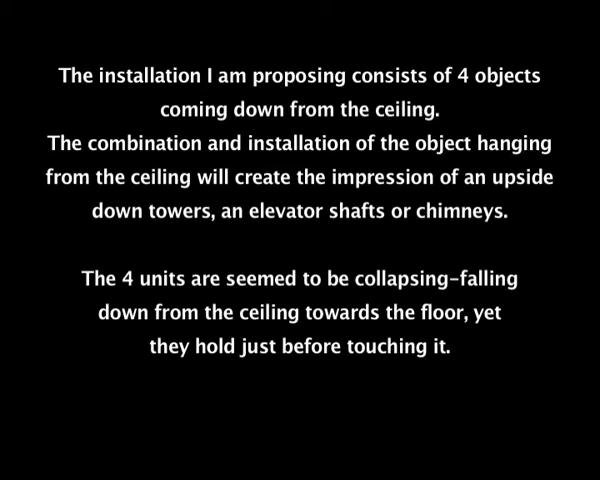 The installation I am proposing consists of 4 objects
coming down from the ceiling.
The combination and installation of the object hanging
from the ceiling will create the impression of an upside
down towers, an elevator shafts or chimneys.
The 4 units are seemed to be collapsing-falling
down from the ceiling towards the floor, yet
they hold just before touching it.